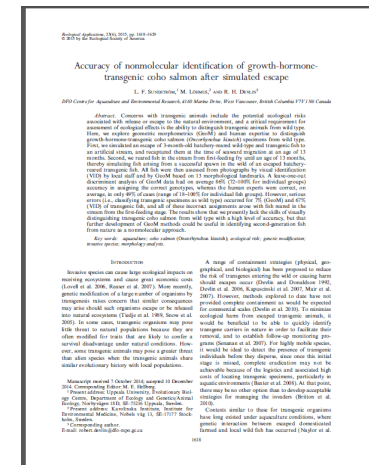 Ecological Applications, 25(6), 2015, pp. 1618–1629
© 2015 by the Ecological Society of America
Accuracy of nonmolecular identification of growth-hormone-
transgenic coho salmon after simulated escape
L. F. Sundström,¹ M. Lõhmus,² and R. H. Devlin³
DFO Centre for Aquaculture and Environmental Research, 4160 Marine Drive, West Vancouver, British Columbia V7V 1N6 Canada
Abstract. Concerns with transgenic animals include the potential ecological risks
associated with release or escape to the natural environment, and a critical requirement for
assessment of ecological effects is the ability to distinguish transgenic animals from wild type.
Here, we explore geometric morphometrics (GeoM) and human expertise to distinguish
growth-hormone-transgenic coho salmon (Oncorhynchus kisutch) specimens from wild type.
First, we simulated an escape of 3-month-old hatchery-reared wild-type and transgenic fish to
an artificial stream, and recaptured them at the time of seaward migration at an age of 13
months. Second, we reared fish in the stream from first-feeding fry until an age of 13 months,
thereby simulating fish arising from a successful spawn in the wild of an escaped hatchery-
reared transgenic fish. All fish were then assessed from photographs by visual identification
(VID) by local staff and by GeoM based on 13 morphological landmarks. A leave-one-out
discriminant analysis of GeoM data had on average 86% (72–100% for individual groups)
accuracy in assigning the correct genotypes, whereas the human experts were correct, on
average, in only 49% of cases (range of 18–100% for individual fish groups). However, serious
errors (i.e., classifying transgenic specimens as wild type) occurred for 7% (GeoM) and 67%
(VID) of transgenic fish, and all of these incorrect assignments arose with fish reared in the
stream from the first-feeding stage. The results show that we presently lack the skills of visually
distinguishing transgenic coho salmon from wild type with a high level of accuracy, but that
further development of GeoM methods could be useful in identifying second-generation fish
from nature as a nonmolecular approach.
Key words: aquaculture; coho salmon (Oncorhynchus kisutch); ecological risk; genetic modification;
invasive species; morphology analysis.
Introduction
Invasive species can have large ecological impacts on
receiving ecosystems and cause great economic costs
(Lovell et al. 2006, Rasser et al. 2007). More recently,
genetic modification of a large number of organisms by
transgenesis raises concern that similar consequences
may arise should such organisms escape or be released
into natural ecosystems (Tiedje et al. 1989, Snow et al.
2005). In some cases, transgenic organisms may pose
little threat to natural populations because they are
often modified for traits that are likely to confer a
survival disadvantage under natural conditions. How-
ever, some transgenic animals may pose a greater threat
than alien species when the transgenic animals share
similar evolutionary history with local populations.
Manuscript received 7 October 2014; accepted 10 December
2014. Corresponding Editor: M. E. Hellberg.
¹ Present address: Uppsala University, Evolutionary Biol-
ogy Centre, Department of Ecology and Genetics/Animal
Ecology, Norbyvägen 18D, SE-75236 Uppsala, Sweden.
² Present address: Karolinska Institute, Institute for
Environmental Medicine, Nobels väg 13, SE-17177 Stock-
holm, Sweden.
³ Corresponding author.
E-mail: robert.devlin@dfo-mpo.gc.ca
A range of containment strategies (physical, geo-
graphical, and biological) has been proposed to reduce
the risk of transgenes entering the wild or causing harm
should escapes occur (Devlin and Donaldson 1992,
Devlin et al. 2006, Kapuscinski et al. 2007, Muir et al.
2007). However, methods explored to date have not
provided complete containment as would be expected
for commercial scales (Devlin et al. 2010). To minimize
ecological harm from escaped transgenic animals, it
would be beneficial to be able to quickly identify
transgene carriers in nature in order to facilitate their
removal, and to establish follow-up monitoring pro-
grams (Senanan et al. 2007). For highly mobile species,
it would be ideal to detect the presence of transgenic
individuals before they disperse, since once this initial
stage is missed, complete eradication may not be
achievable because of the logistics and associated high
costs of locating transgenic specimens, particularly in
aquatic environments (Baxter et al. 2008). At that point,
there may be no other option than to develop acceptable
strategies for managing the invaders (Britton et al.
2010).
Contexts similar to these for transgenic organisms
have long existed under aquaculture conditions, where
genetic interaction between escaped domesticated
farmed and local wild fish has occurred (Naylor et al.
1618